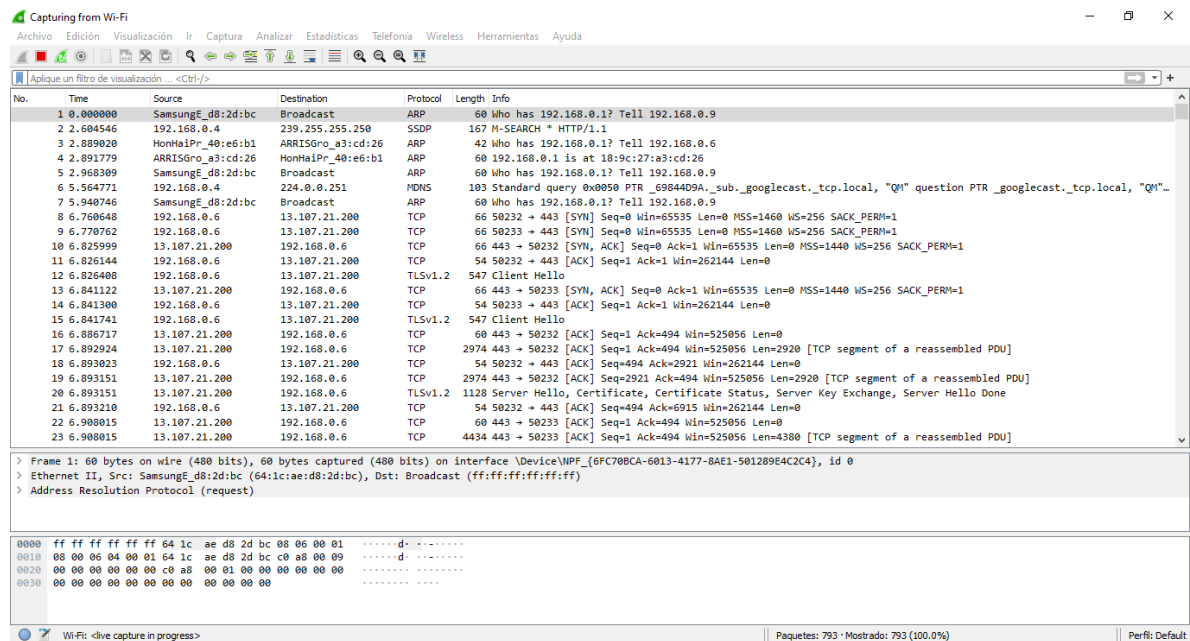 Capturing from Wi-Fi
Archivo Edición Visualización Ir Captura Analizar Estadísticas Telefonía Wireless Herramientas Ayuda
Aplique un filtro de visualización ... <Ctrl-/>
No. Time Source Destination Protocol Length Info
1 0.000000 SamsungE_d8:2d:bc Broadcast ARP 60 Who has 192.168.0.1? Tell 192.168.0.9
2 2.604546 192.168.0.4 239.255.255.250 SSDP 167 M-SEARCH * HTTP/1.1
3 2.889020 HonHaiPr_40:e6:b1 ARRISGro_a3:cd:26 ARP 42 Who has 192.168.0.1? Tell 192.168.0.6
4 2.891779 ARRISGro_a3:cd:26 HonHaiPr_40:e6:b1 ARP 60 192.168.0.1 is at 18:9c:27:a3:cd:26
5 2.968309 SamsungE_d8:2d:bc Broadcast ARP 60 Who has 192.168.0.1? Tell 192.168.0.9
6 5.564771 192.168.0.4 224.0.0.251 MDNS 103 Standard query 0x0050 PTR _69844D9A._sub._googlecast._tcp.local, "QM" question PTR _googlecast._tcp.local, "QM"…
7 5.940746 SamsungE_d8:2d:bc Broadcast ARP 60 Who has 192.168.0.1? Tell 192.168.0.9
8 6.760648 192.168.0.6 13.107.21.200 TCP 66 50232 → 443 [SYN] Seq=0 Win=65535 Len=0 MSS=1460 WS=256 SACK_PERM=1
9 6.770762 192.168.0.6 13.107.21.200 TCP 66 50233 → 443 [SYN] Seq=0 Win=65535 Len=0 MSS=1460 WS=256 SACK_PERM=1
10 6.825999 13.107.21.200 192.168.0.6 TCP 66 443 → 50232 [SYN, ACK] Seq=0 Ack=1 Win=65535 Len=0 MSS=1440 WS=256 SACK_PERM=1
11 6.826144 192.168.0.6 13.107.21.200 TCP 54 50232 → 443 [ACK] Seq=1 Ack=1 Win=262144 Len=0
12 6.826408 192.168.0.6 13.107.21.200 TLSv1.2 547 Client Hello
13 6.841122 13.107.21.200 192.168.0.6 TCP 66 443 → 50233 [SYN, ACK] Seq=0 Ack=1 Win=65535 Len=0 MSS=1440 WS=256 SACK_PERM=1
14 6.841300 192.168.0.6 13.107.21.200 TCP 54 50233 → 443 [ACK] Seq=1 Ack=1 Win=262144 Len=0
15 6.841741 192.168.0.6 13.107.21.200 TLSv1.2 547 Client Hello
16 6.886717 13.107.21.200 192.168.0.6 TCP 60 443 → 50232 [ACK] Seq=1 Ack=494 Win=525056 Len=0
17 6.892924 13.107.21.200 192.168.0.6 TCP 2974 443 → 50232 [ACK] Seq=1 Ack=494 Win=525056 Len=2920 [TCP segment of a reassembled PDU]
18 6.893023 192.168.0.6 13.107.21.200 TCP 54 50232 → 443 [ACK] Seq=494 Ack=2921 Win=262144 Len=0
19 6.893151 13.107.21.200 192.168.0.6 TCP 2974 443 → 50232 [ACK] Seq=2921 Ack=494 Win=525056 Len=2920 [TCP segment of a reassembled PDU]
20 6.893151 13.107.21.200 192.168.0.6 TLSv1.2 1128 Server Hello, Certificate, Certificate Status, Server Key Exchange, Server Hello Done
21 6.893210 192.168.0.6 13.107.21.200 TCP 54 50232 → 443 [ACK] Seq=494 Ack=6915 Win=262144 Len=0
22 6.908015 13.107.21.200 192.168.0.6 TCP 60 443 → 50233 [ACK] Seq=1 Ack=494 Win=525056 Len=0
23 6.908015 13.107.21.200 192.168.0.6 TCP 4434 443 → 50233 [ACK] Seq=1 Ack=494 Win=525056 Len=4380 [TCP segment of a reassembled PDU]
> Frame 1: 60 bytes on wire (480 bits), 60 bytes captured (480 bits) on interface \Device\NPF_{6FC70BCA-6013-4177-8AE1-501289E4C2C4}, id 0
> Ethernet II, Src: SamsungE_d8:2d:bc (64:1c:ae:d8:2d:bc), Dst: Broadcast (ff:ff:ff:ff:ff:ff)
> Address Resolution Protocol (request)
0000 ff ff ff ff ff ff 64 1c ae d8 2d bc 08 06 00 01 ······d· ··-·····
0010 08 00 06 04 00 01 64 1c ae d8 2d bc c0 a8 00 09 ······d· ··-·····
0020 00 00 00 00 00 00 c0 a8 00 01 00 00 00 00 00 00 ········ ········
0030 00 00 00 00 00 00 00 00 00 00 00 00 ········ ····
Wi-Fi: <live capture in progress> Paquetes: 793 · Mostrado: 793 (100.0%) Perfil: Default